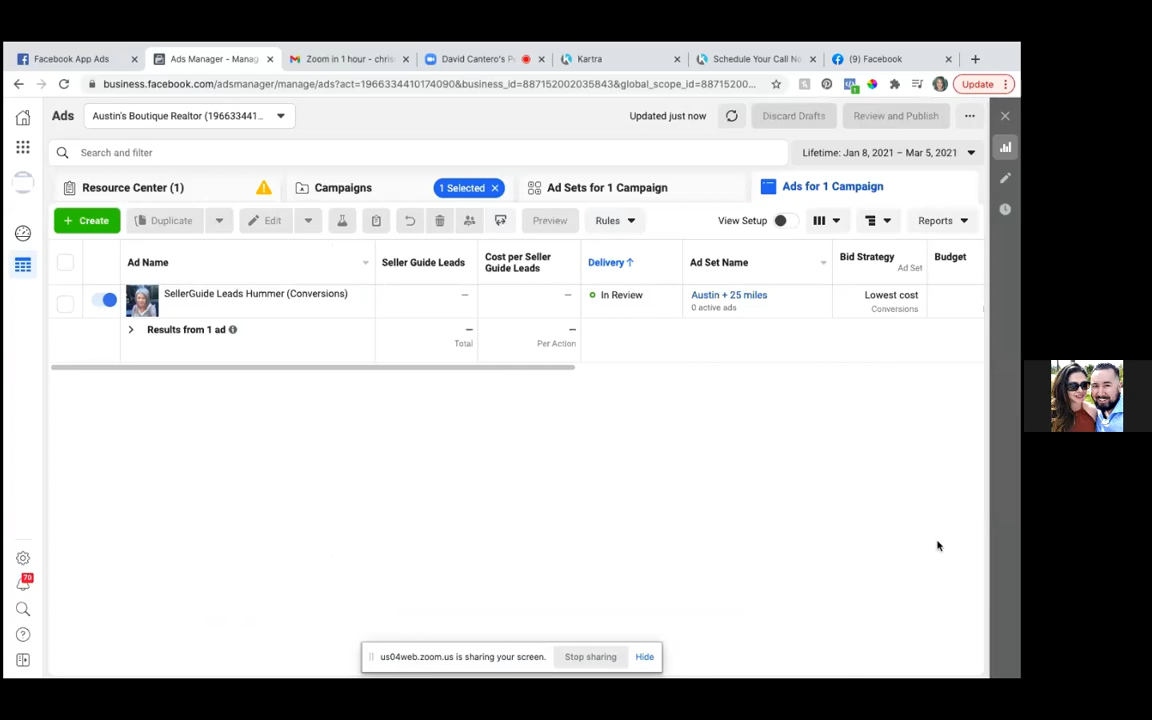 Facebook App Ads
Ads Manager - Manag
Zoom in 1 hour - chris
David Cantero's P
Kartra
Schedule Your Call No
(9) Facebook
business.facebook.com/adsmanager/manage/ads?act=1966334410174090&business_id=887152002035843&global_scope_id=88715200...
Update
Ads
Austin's Boutique Realtor (196633441...
Updated just now
Discard Drafts
Review and Publish
Search and filter
Lifetime: Jan 8, 2021 – Mar 5, 2021
Resource Center (1)
Campaigns
1 Selected
Ad Sets for 1 Campaign
Ads for 1 Campaign
+ Create
Duplicate
Edit
Preview
Rules
View Setup
Reports
Ad Name
Seller Guide Leads
Cost per Seller
Guide Leads
Delivery ↑
Ad Set Name
Bid Strategy
Ad Set
Budget
SellerGuide Leads Hummer (Conversions)
—
—
In Review
Austin + 25 miles
0 active ads
Lowest cost
Conversions
Results from 1 ad
—
Total
—
Per Action
70
us04web.zoom.us is sharing your screen.
Stop sharing
Hide